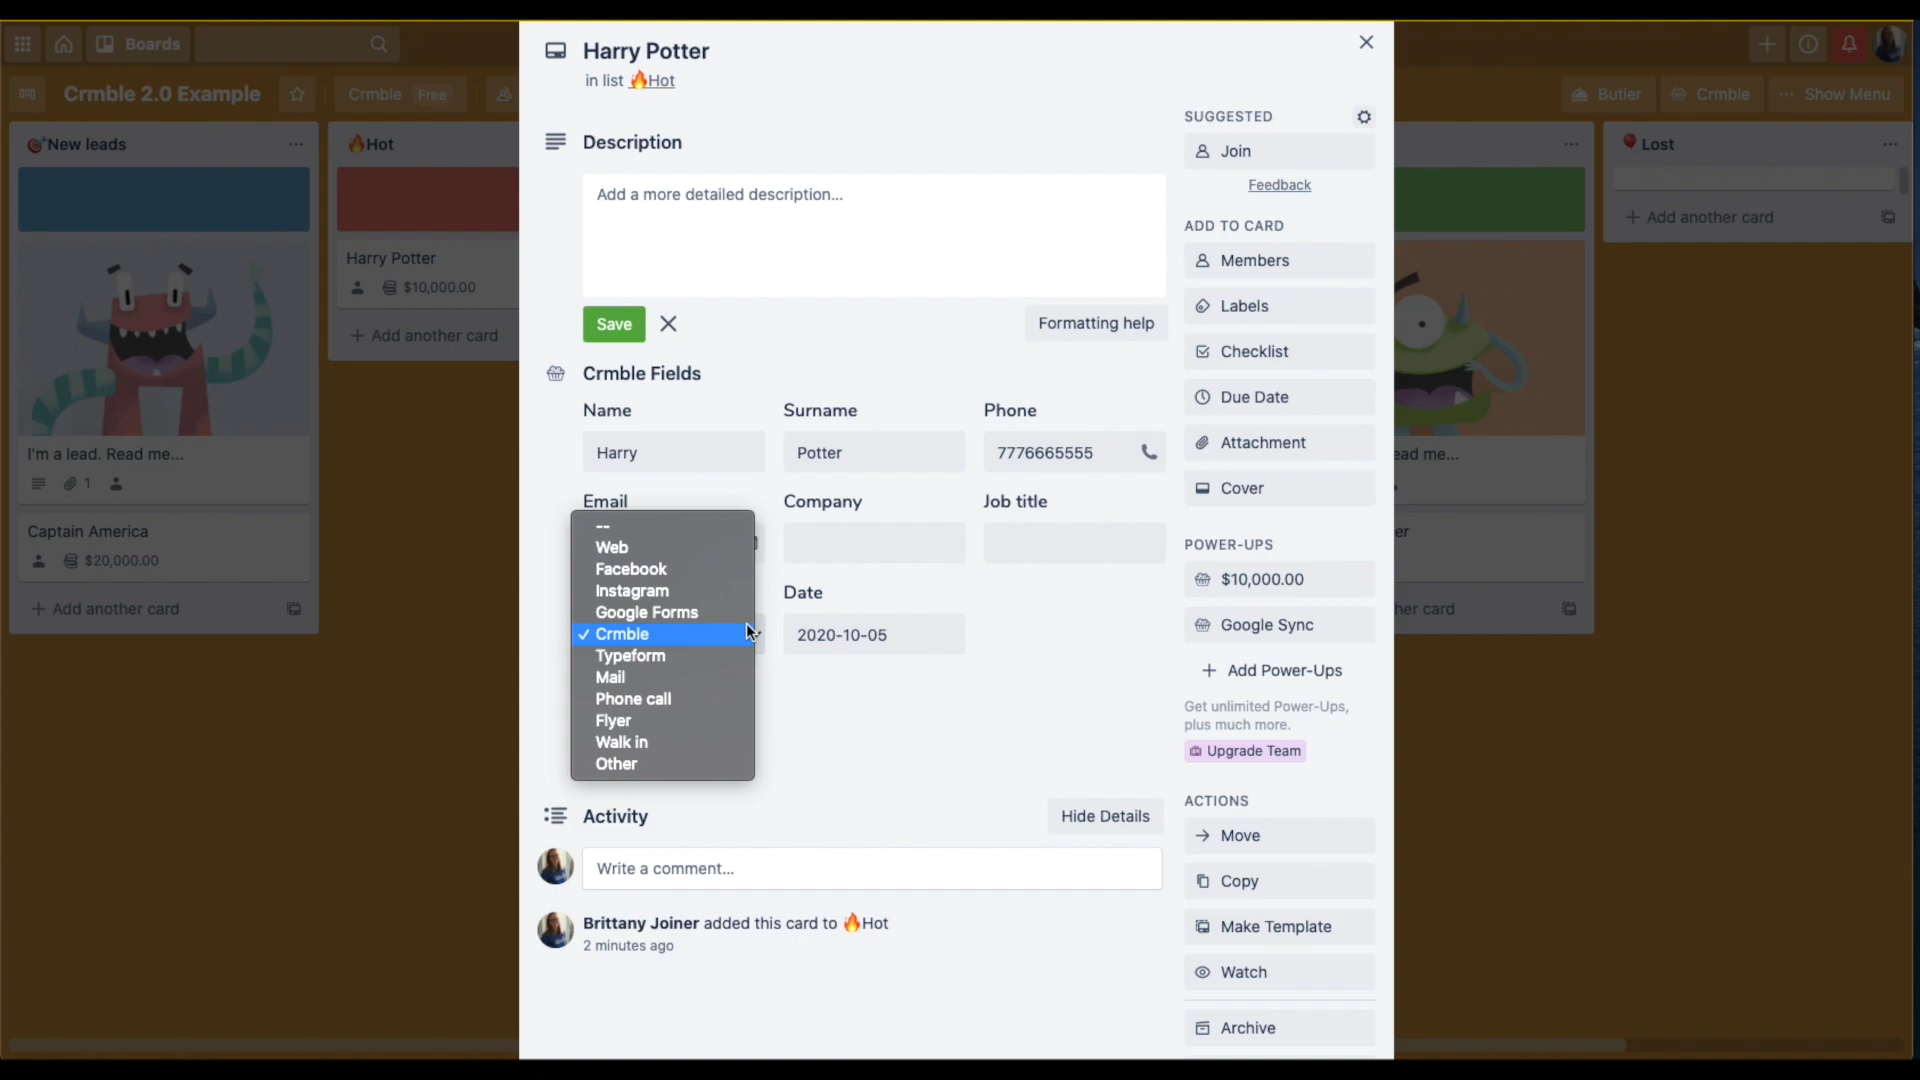 Boards
Crmble 2.0 Example
Crmble Free
Butler
Crmble
Show Menu
🎯New leads
I'm a lead. Read me...
1
Captain America
$20,000.00
+ Add another card
🔥Hot
Harry Potter
$10,000.00
+ Add another card
Harry Potter
in list 🔥Hot
Description
Add a more detailed description...
Save
Formatting help
Crmble Fields
Name
Surname
Phone
Harry
Potter
7776665555
Email
Company
Job title
--
Web
Facebook
Instagram
Google Forms
✓ Crmble
Typeform
Mail
Phone call
Flyer
Walk in
Other
Date
2020-10-05
Activity
Hide Details
Write a comment...
Brittany Joiner added this card to 🔥Hot
2 minutes ago
SUGGESTED
Join
Feedback
ADD TO CARD
Members
Labels
Checklist
Due Date
Attachment
Cover
POWER-UPS
$10,000.00
Google Sync
+ Add Power-Ups
Get unlimited Power-Ups,
plus much more.
Upgrade Team
ACTIONS
Move
Copy
Make Template
Watch
Archive
ead me...
er
her card
🎈Lost
+ Add another card